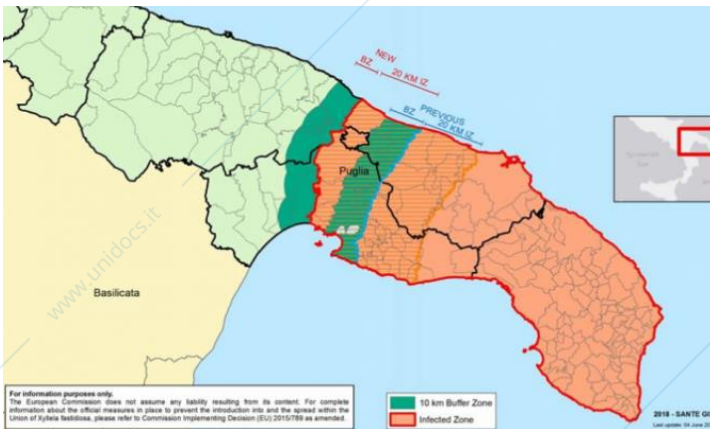 NEW
BZ 20 KM IZ
PREVIOUS
BZ 20 KM IZ
Puglia
Basilicata
www.unidocs.it
For information purposes only.
The European Commission does not assume any liability resulting from its content. For complete
information about the official measures in place to prevent the introduction into and the spread within the
Union of Xylella fastidiosa, please refer to Commission Implementing Decision (EU) 2015/789 as amended.
10 km Buffer Zone
Infected Zone
2018 - SANTE GI
Last update: 04 June 20